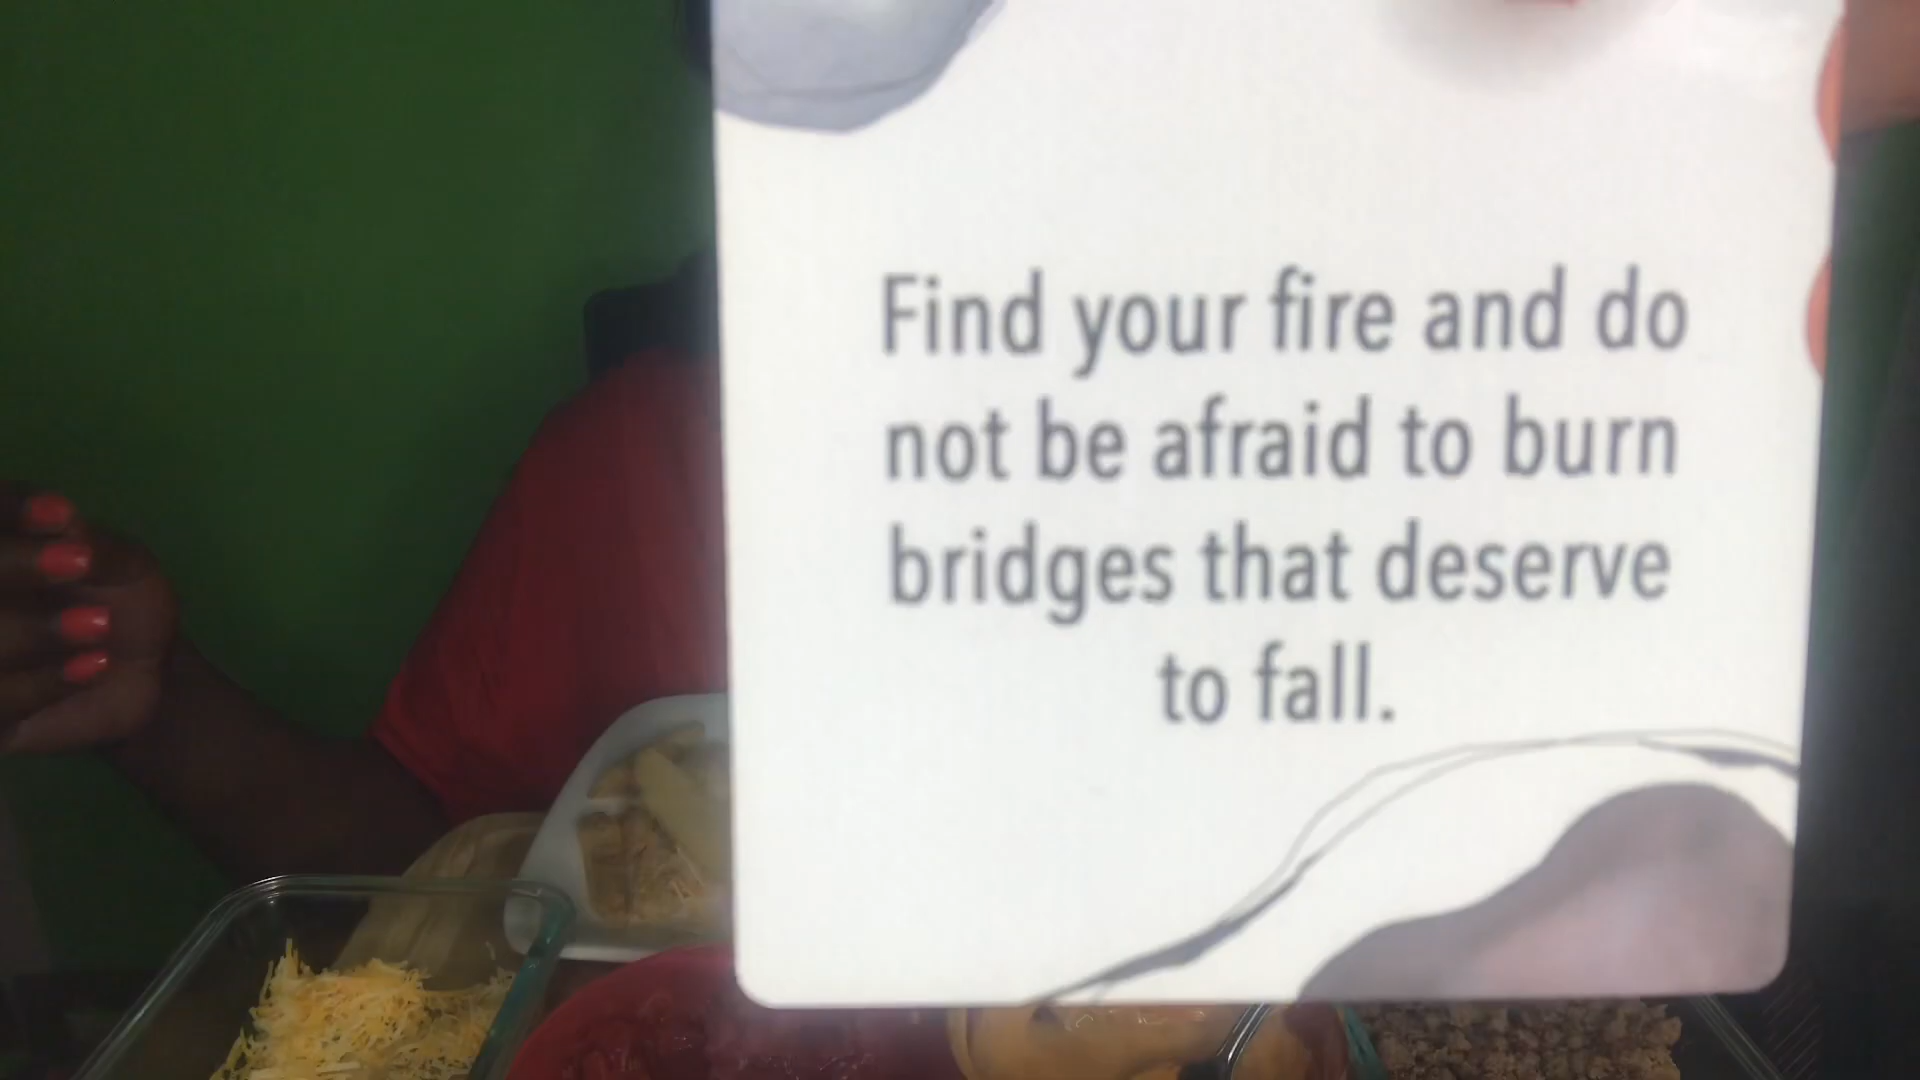 Find your fire and do
not be afraid to burn
bridges that deserve
to fall.